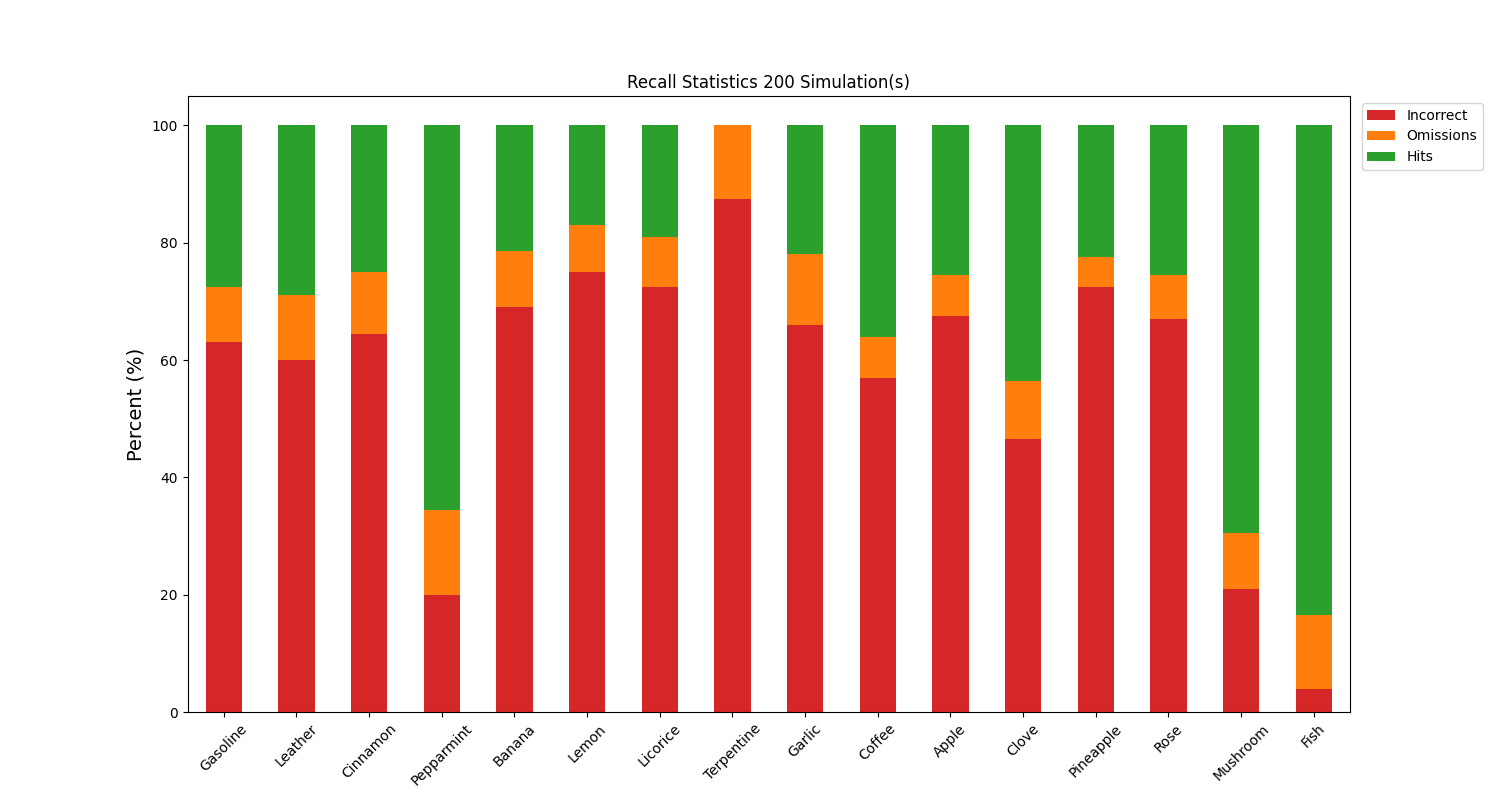 Recall Statistics 200 Simulation(s)
Incorrect
Omissions
Hits
Percent (%)
100
80
60
40
20
0
Gasoline
Leather
Cinnamon
Pepparmint
Banana
Lemon
Licorice
Terpentine
Garlic
Coffee
Apple
Clove
Pineapple
Rose
Mushroom
Fish